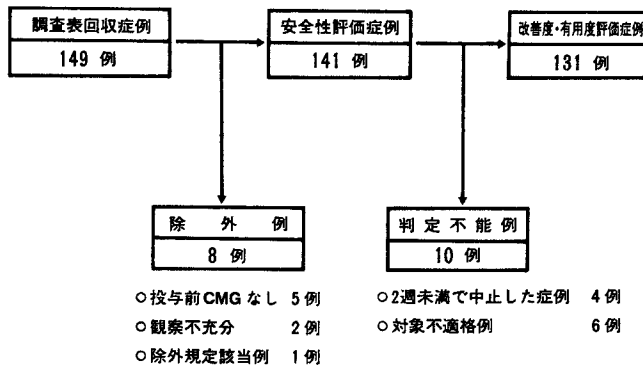 調査表回収症例
149 例
安全性評価症例
141 例
改善度・有用度評価症例
131 例
除外例
8 例
○投与前CMGなし 5例
○観察不充分 2例
○除外規定該当例 1例
判定不能例
10 例
○2週未満で中止した症例 4例
○対象不適格例 6例